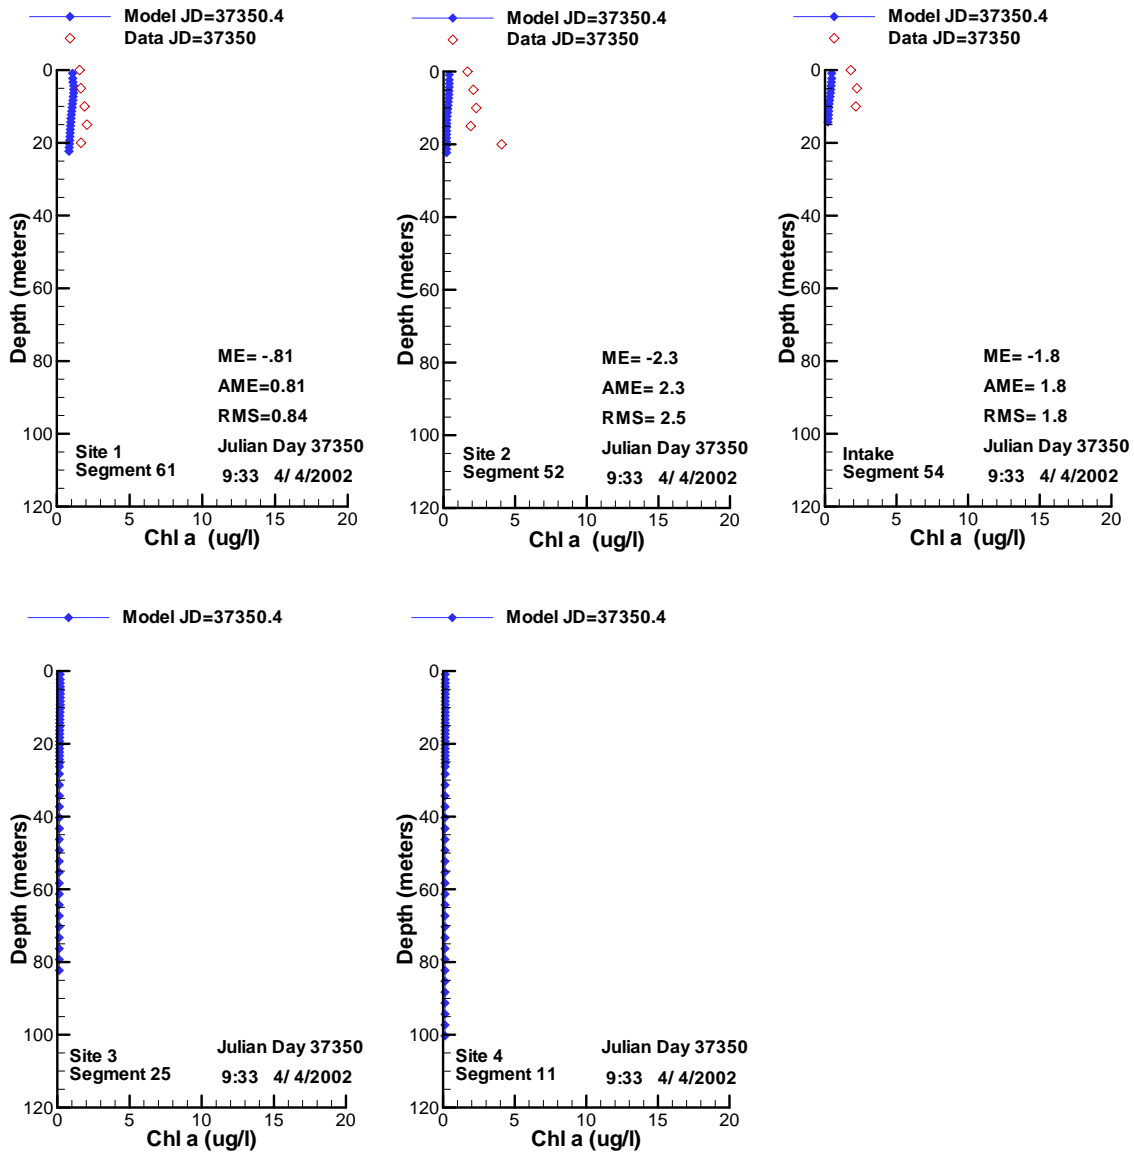 Model JD=37350.4
Data JD=37350
0
20
40
60
80
100
120
Depth (meters)
ME= -.81
AME=0.81
RMS=0.84
Site 1
Segment 61
Julian Day 37350
9:33 4/ 4/2002
0 5 10 15 20
Chl a (ug/l)
Model JD=37350.4
Data JD=37350
0
20
40
60
80
100
120
Depth (meters)
ME= -2.3
AME= 2.3
RMS= 2.5
Site 2
Segment 52
Julian Day 37350
9:33 4/ 4/2002
0 5 10 15 20
Chl a (ug/l)
Model JD=37350.4
Data JD=37350
0
20
40
60
80
100
120
Depth (meters)
ME= -1.8
AME= 1.8
RMS= 1.8
Intake
Segment 54
Julian Day 37350
9:33 4/ 4/2002
0 5 10 15 20
Chl a (ug/l)
Model JD=37350.4
0
20
40
60
80
100
120
Depth (meters)
Site 3
Segment 25
Julian Day 37350
9:33 4/ 4/2002
0 5 10 15 20
Chl a (ug/l)
Model JD=37350.4
0
20
40
60
80
100
120
Depth (meters)
Site 4
Segment 11
Julian Day 37350
9:33 4/ 4/2002
0 5 10 15 20
Chl a (ug/l)